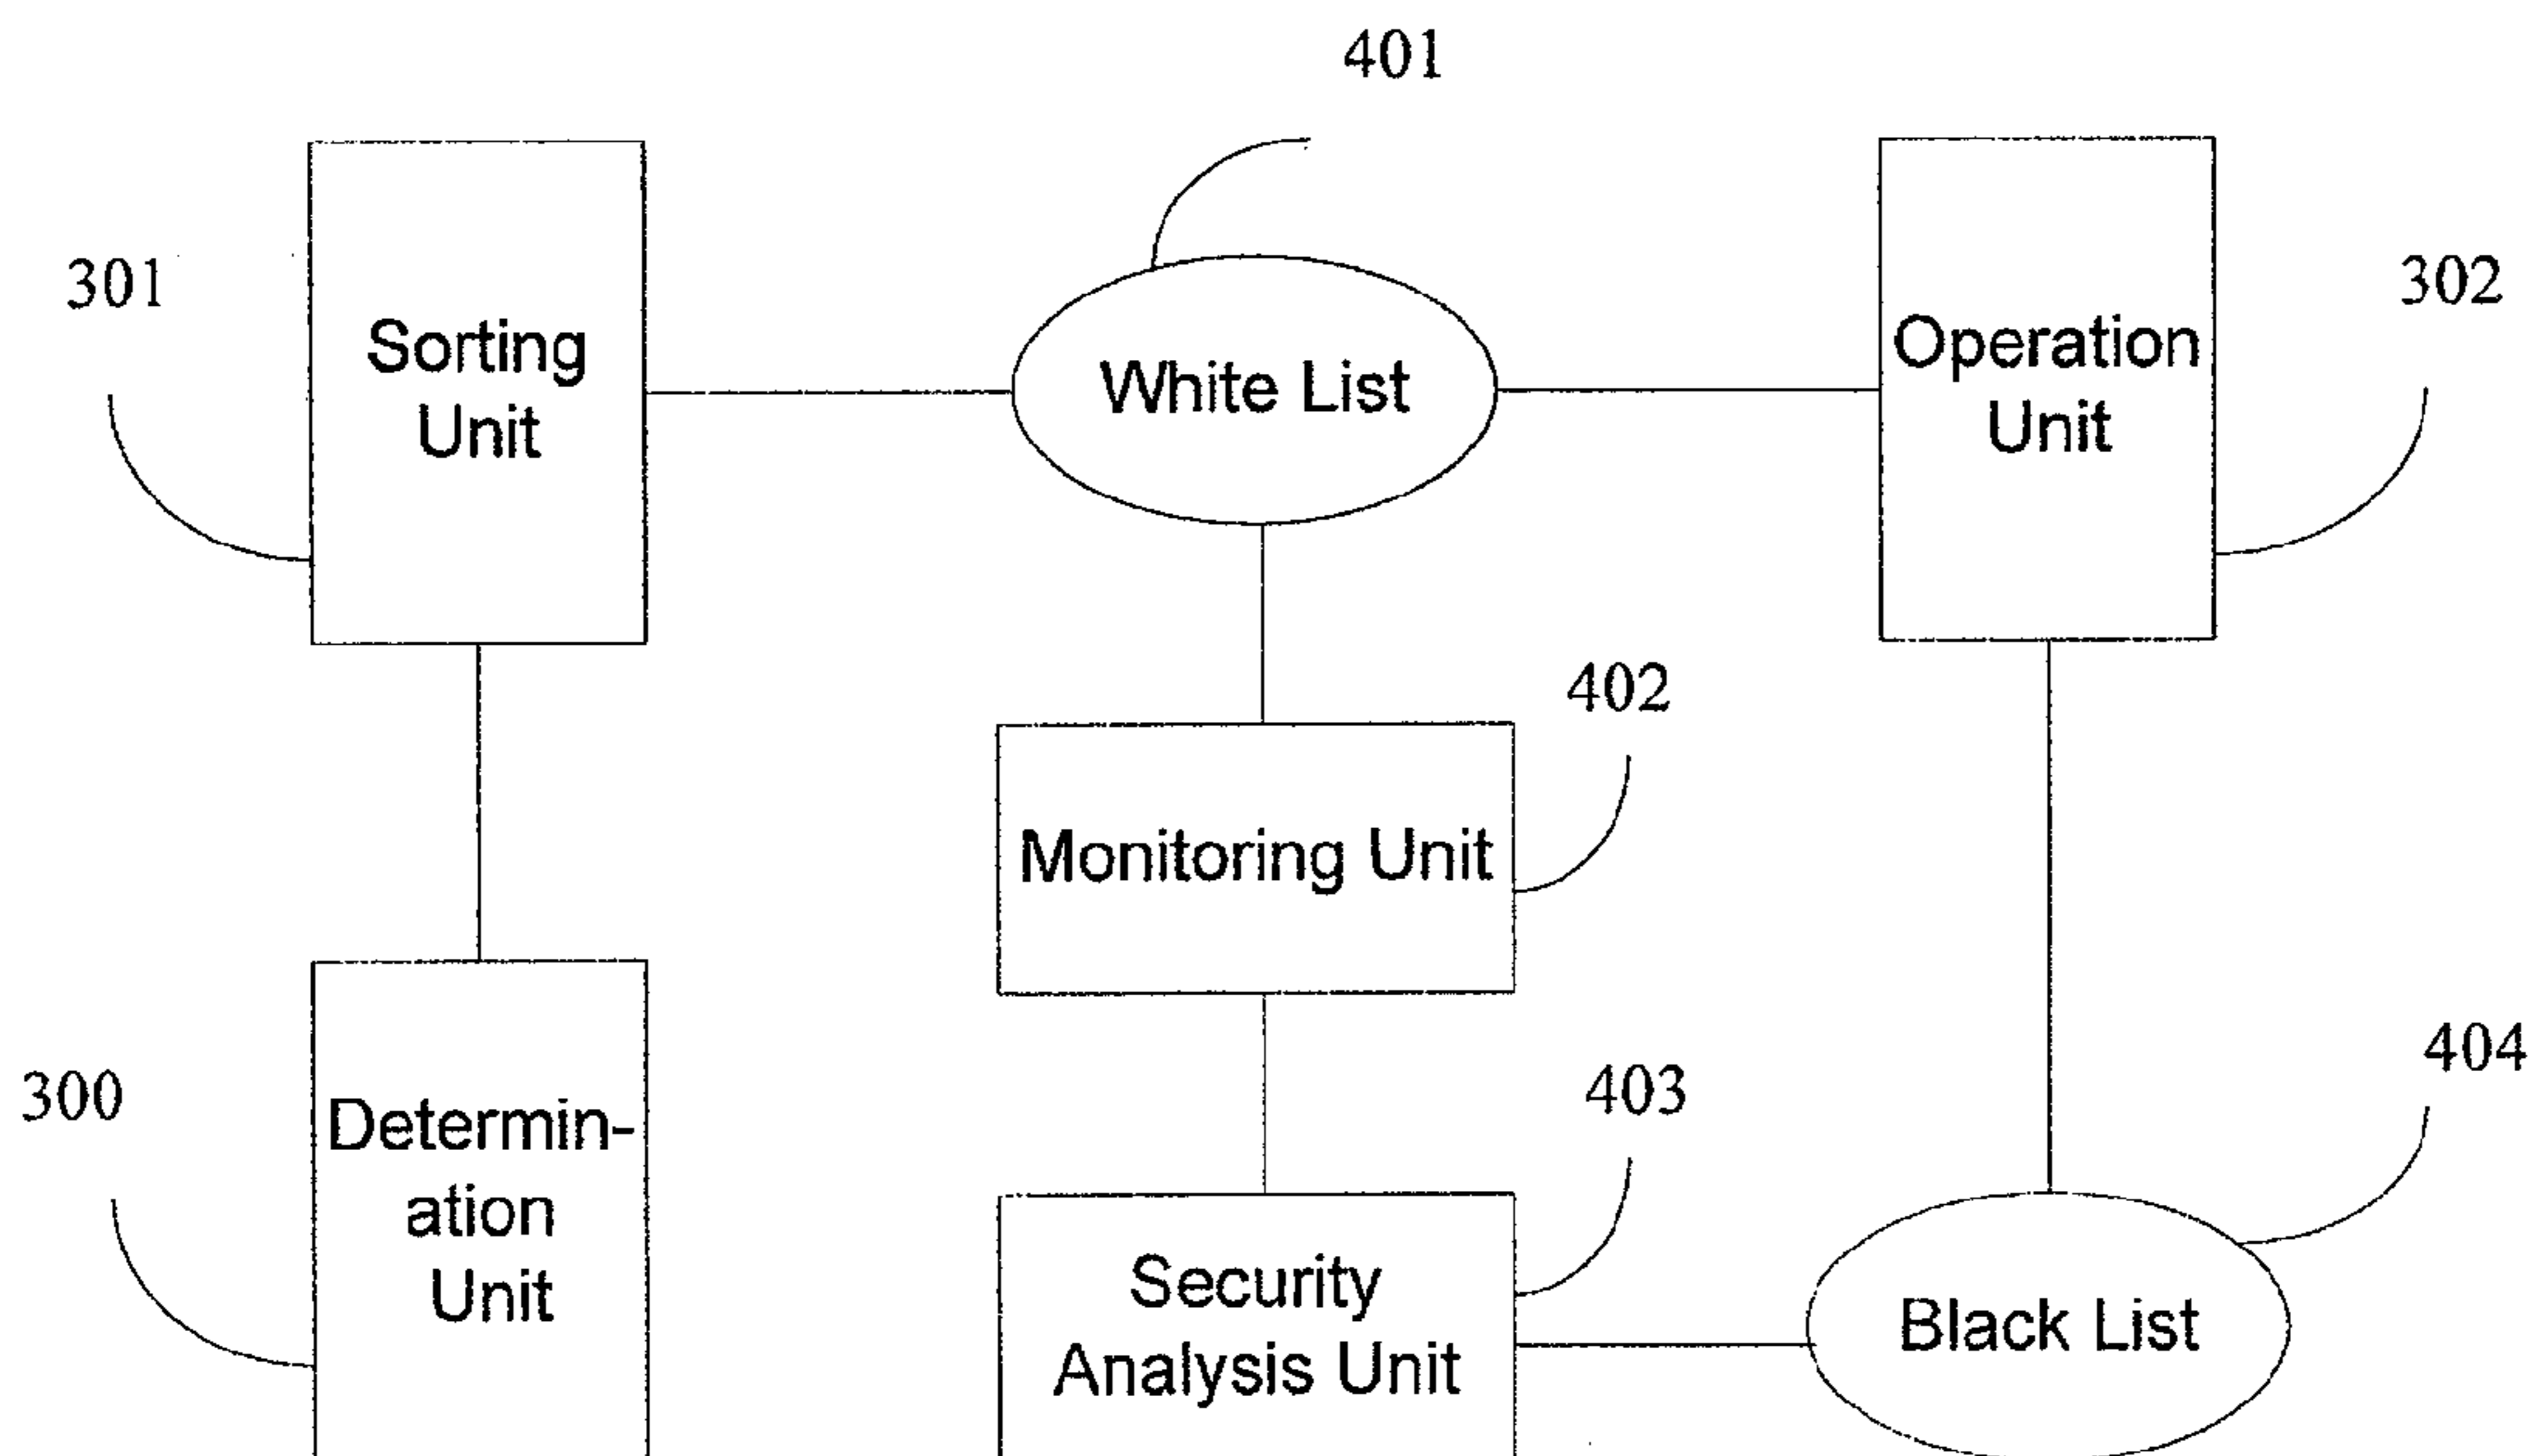 401
301
Sorting
Unit
White List
Operation
Unit
302
402
Monitoring Unit
300
Determin-
ation
Unit
403
Security
Analysis Unit
404
Black List